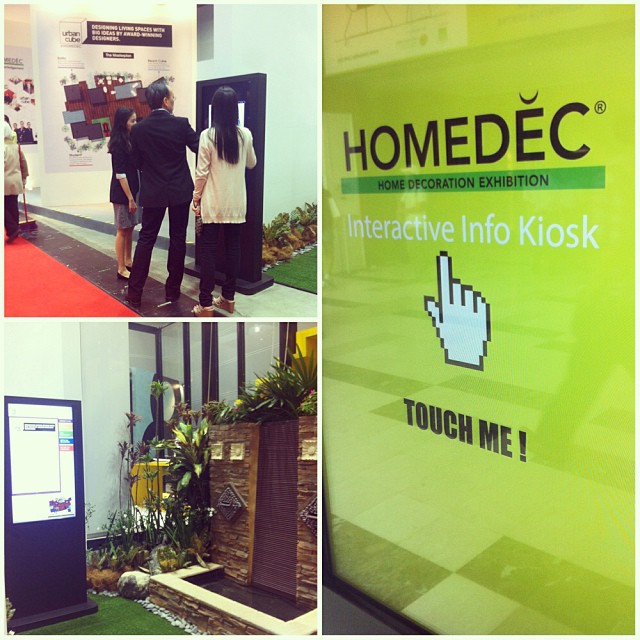 urban
cube
DESIGNING LIVING SPACES WITH
BIG IDEAS BY AWARD-WINNING
DESIGNERS.
HOMEDĔC®
HOME DECORATION EXHIBITION
Interactive Info Kiosk
TOUCH ME !